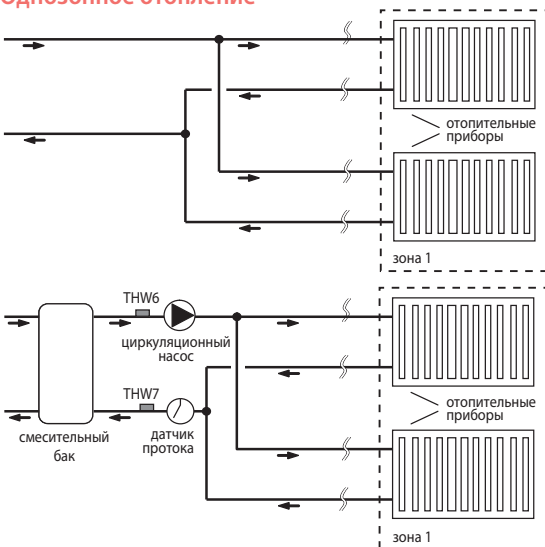 Однозонное отопление
отопительные
приборы
зона 1
THW6
циркуляционный
насос
THW7
смесительный
бак
датчик
протока
отопительные
приборы
зона 1